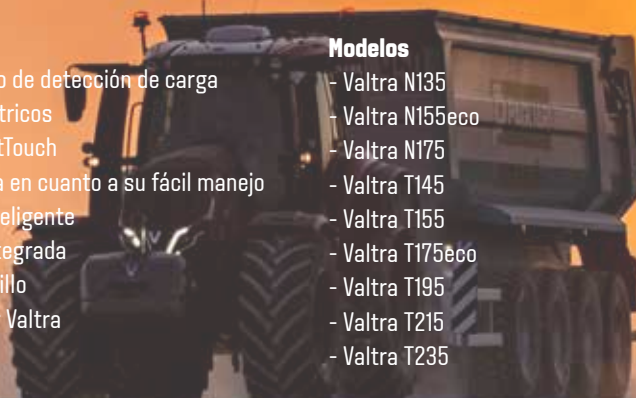 o de detección de carga
tricos
tTouch
a en cuanto a su fácil manejo
eligente
tegrada
illo
Valtra
Modelos
- Valtra N135
- Valtra N155eco
- Valtra N175
- Valtra T145
- Valtra T155
- Valtra T175eco
- Valtra T195
- Valtra T215
- Valtra T235